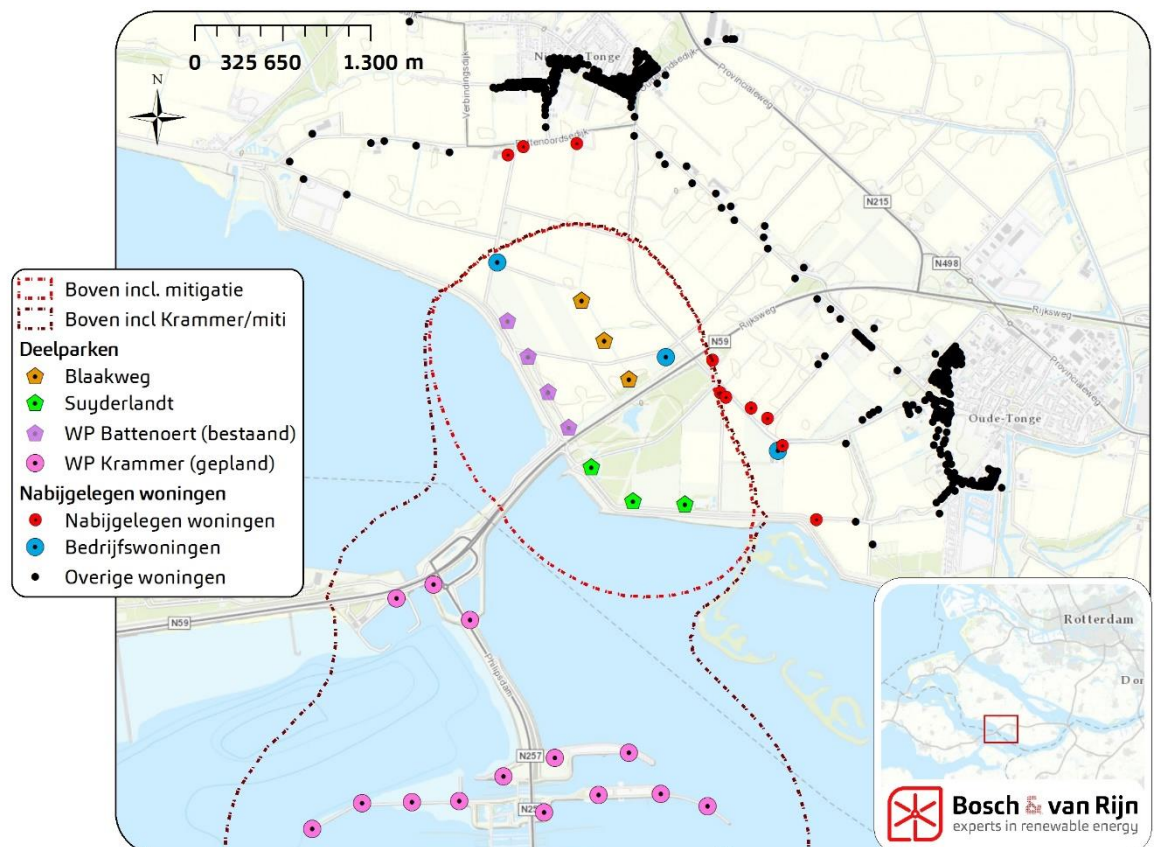 0 325 650 1.300 m
N
Verbindingsdijk
Provincialeweg
N215
N498
Rijksweg
N59
Provincialeweg
Oude-Tonge
Boven incl. mitigatie
Boven incl Krammer/miti
Deelparken
Blaakweg
Suyderlandt
WP Battenoert (bestaand)
WP Krammer (gepland)
Nabijgelegen woningen
Nabijgelegen woningen
Bedrijfswoningen
Overige woningen
N59
Philipsdam
N257
Rotterdam
Bosch & van Rijn
experts in renewable energy